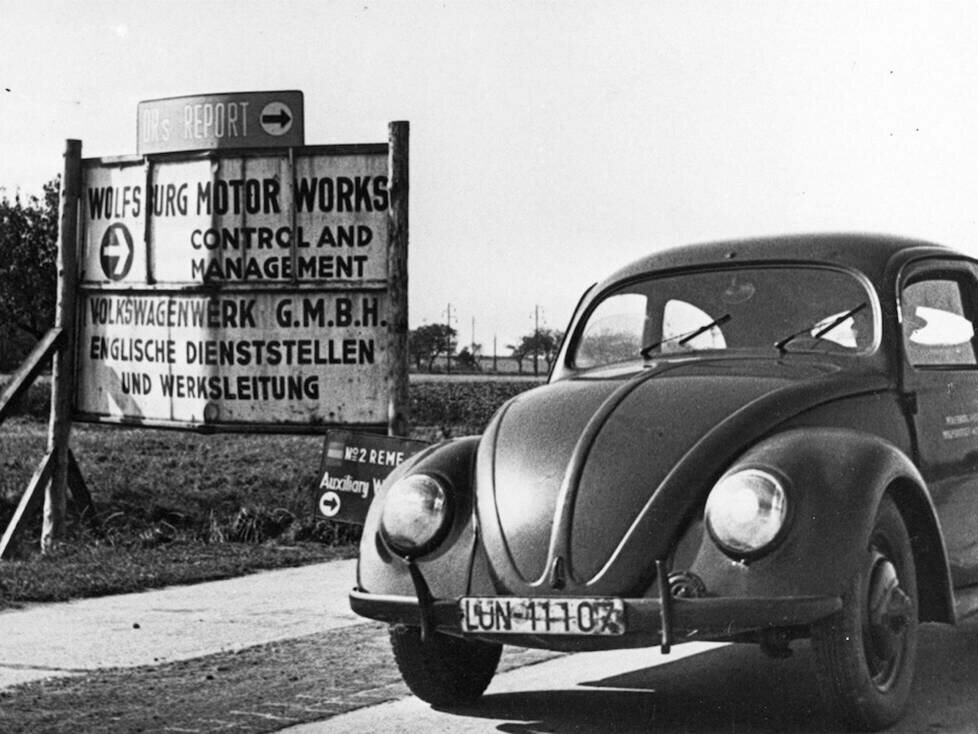 DRs REPORT
WOLFSBURG MOTOR WORKS
CONTROL AND
MANAGEMENT
VOLKSWAGENWERK G.M.B.H.
ENGLISCHE DIENSTSTELLEN
UND WERKSLEITUNG
No 2 REME
Auxiliary W
LUN-11107